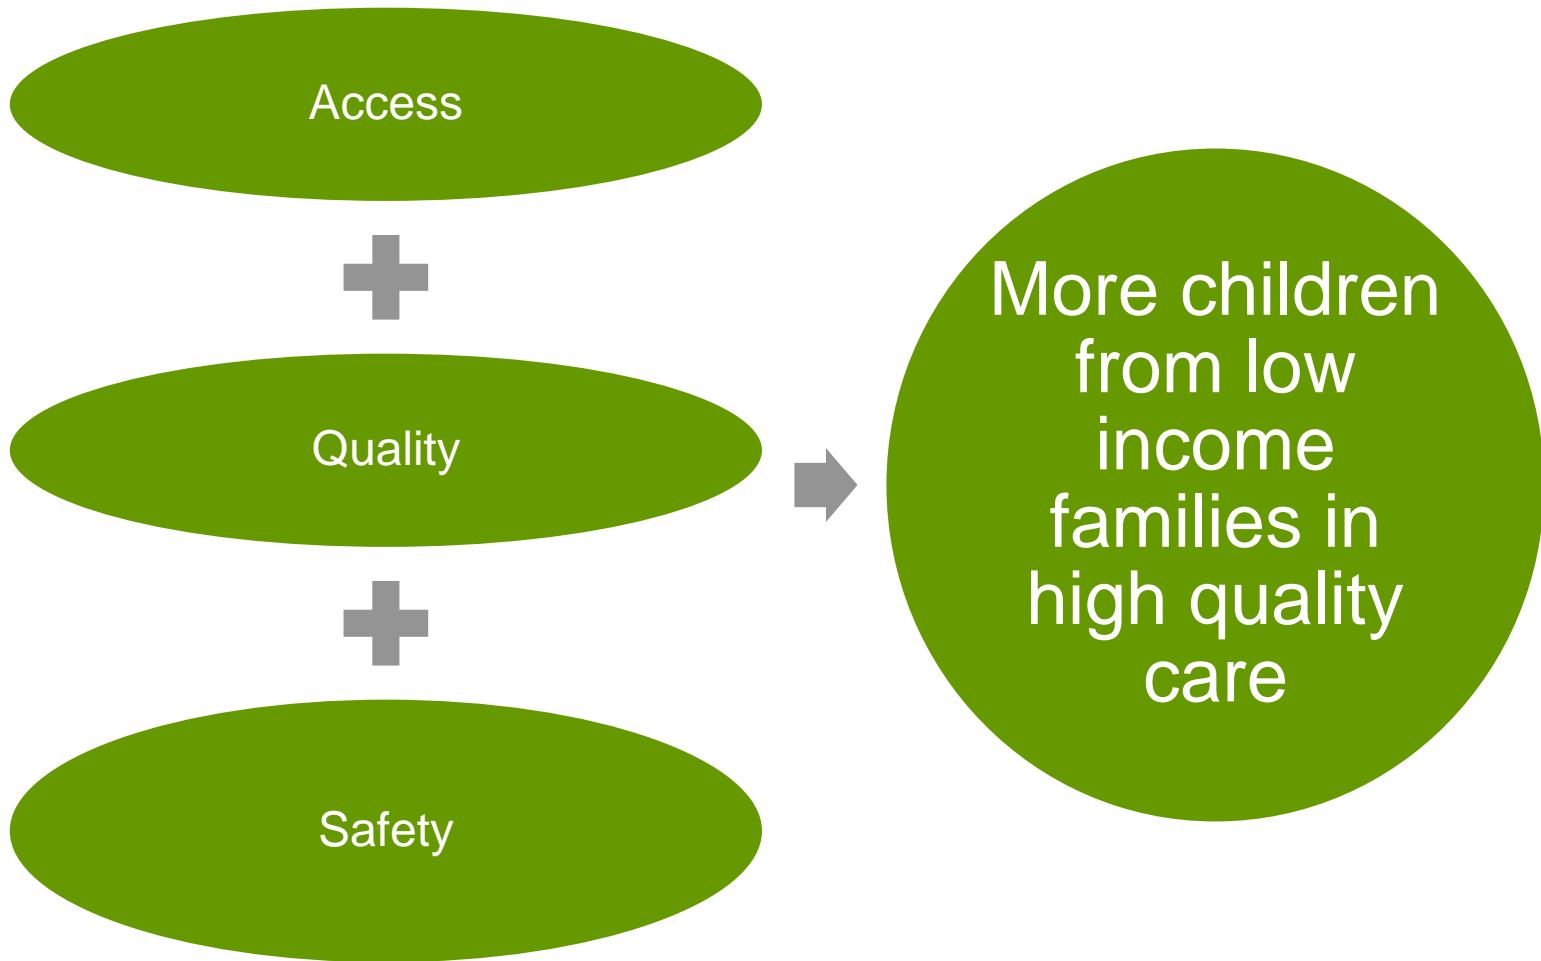 Access
Quality
Safety
More children
from low
income
families in
high quality
care